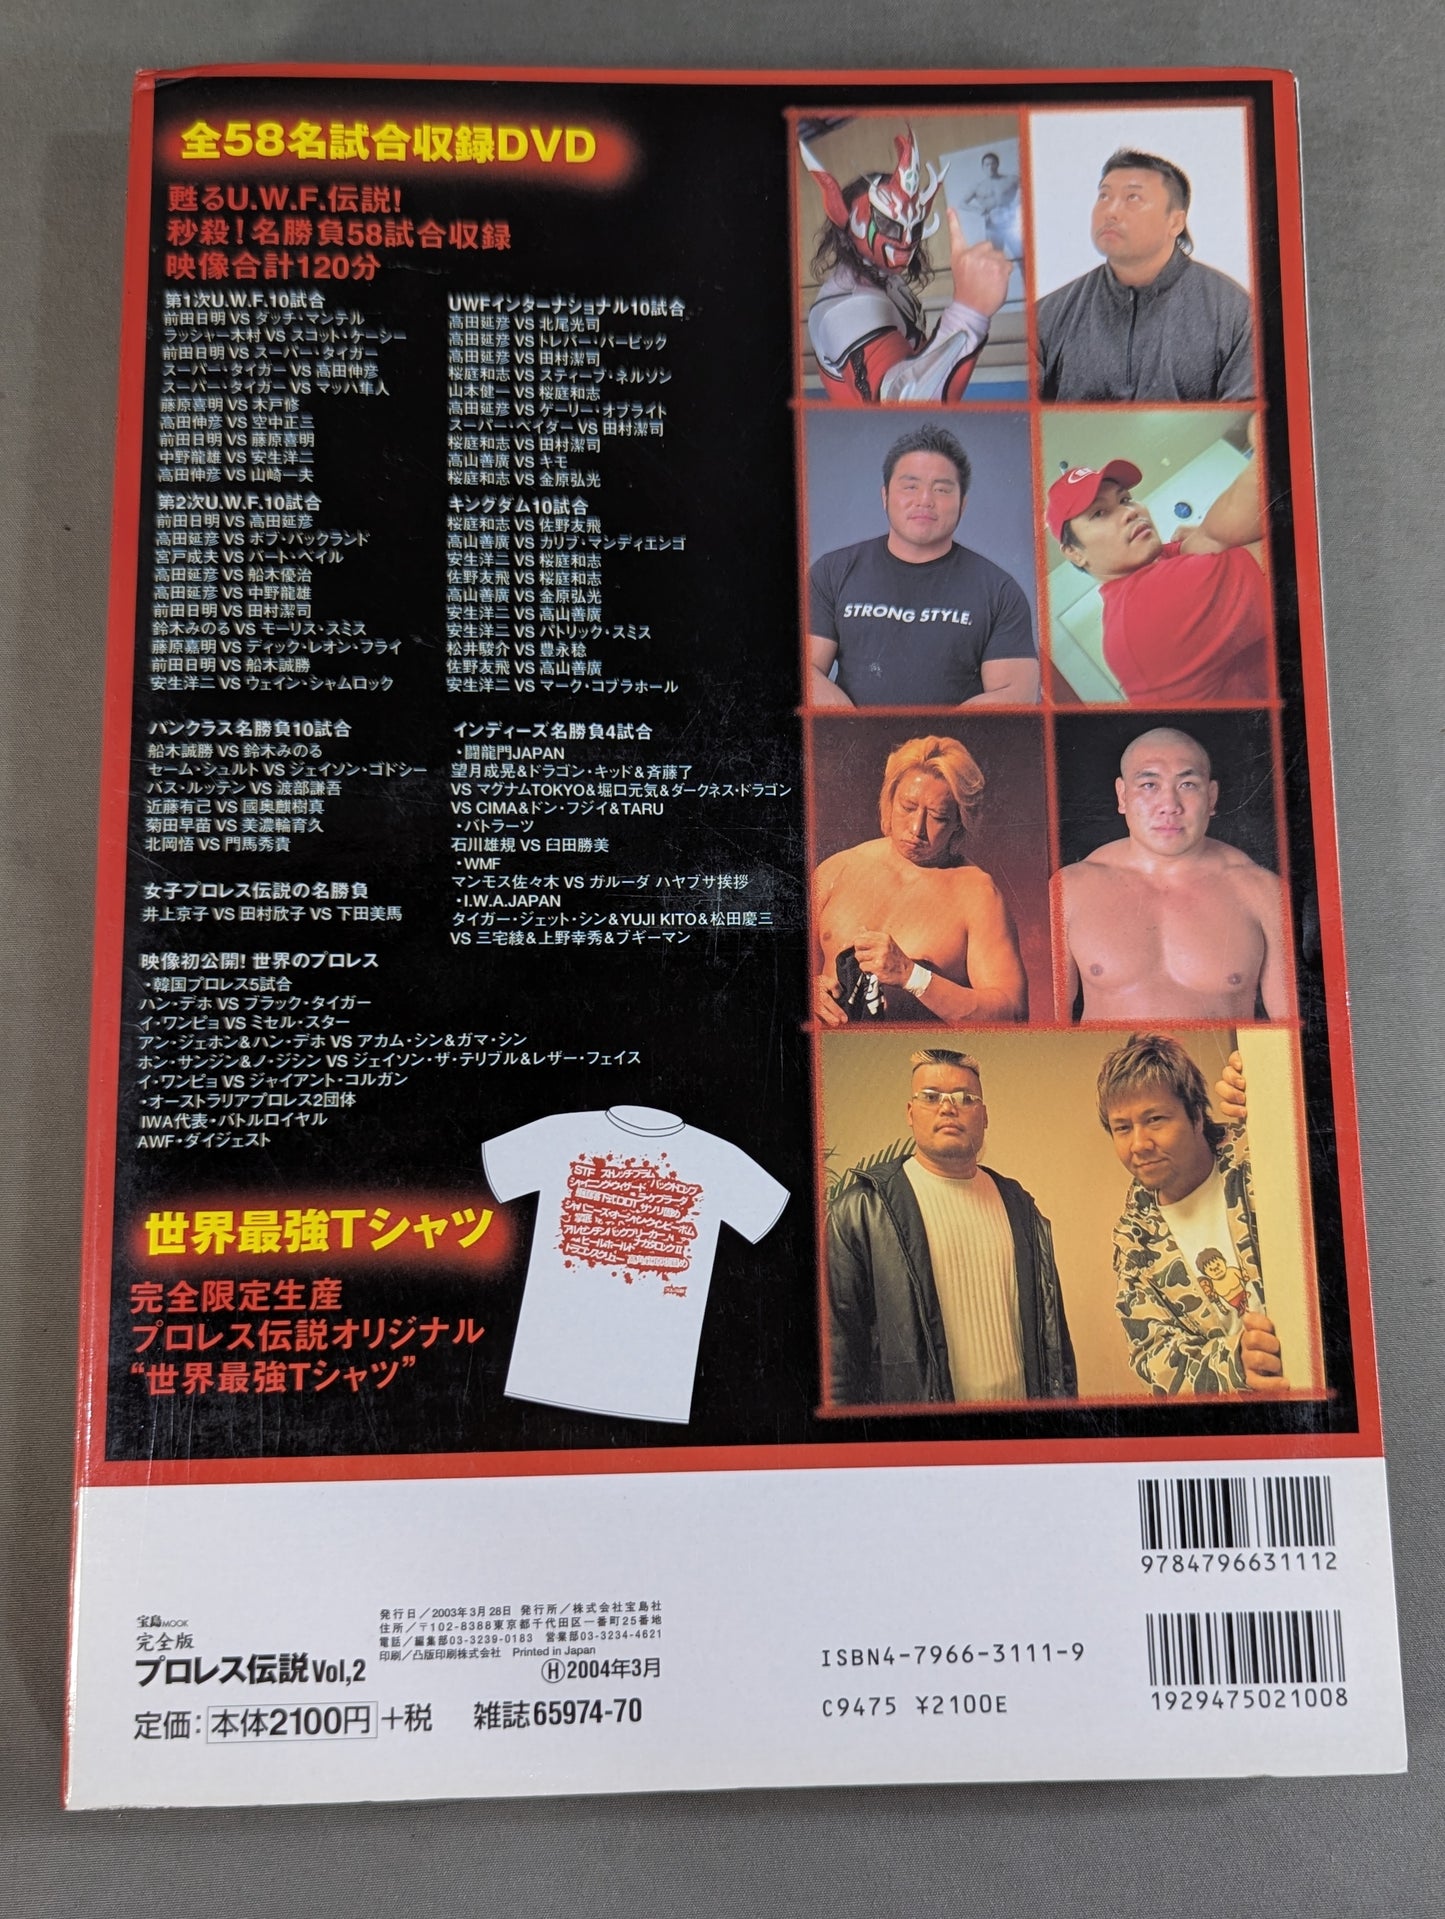 全58名試合収録DVD
甦るU.W.F.伝説!
秒殺!名勝負58試合収録
映像合計120分
第1次U.W.F.10試合
前田日明 VS ダッチ・マンテル
ラッシャー木村 VS スコット・ケーシー
前田日明 VS スーパー・タイガー
スーパー・タイガー VS 高田伸彦
スーパー・タイガー VS マッハ隼人
藤原喜明 VS 木戸修
高田伸彦 VS 空中正三
前田日明 VS 藤原喜明
中野龍雄 VS 安生洋二
高田伸彦 VS 山崎一夫
第2次U.W.F.10試合
前田日明 VS 高田延彦
高田延彦 VS ボブ・バックランド
宮戸成夫 VS バート・ベイル
高田延彦 VS 船木優治
高田延彦 VS 中野龍雄
前田日明 VS 田村潔司
鈴木みのる VS モーリス・スミス
藤原嘉明 VS ディック・レオン・フライ
前田日明 VS 船木誠勝
安生洋二 VS ウェイン・シャムロック
パンクラス名勝負10試合
船木誠勝 VS 鈴木みのる
セーム・シュルト VS ジェイソン・ゴドシー
バス・ルッテン VS 渡部謙吾
近藤有己 VS 國奥麒樹真
菊田早苗 VS 美濃輪育久
北岡悟 VS 門馬秀貴
女子プロレス伝説の名勝負
井上京子 VS 田村欣子 VS 下田美馬
映像初公開!世界のプロレス
・韓国プロレス5試合
ハン・デホ VS ブラック・タイガー
イ・ワンピョ VS ミセル・スター
アン・ジェホン&ハン・デホ VS アカム・シン&ガマ・シン
ホン・サンジン&ノ・ジシン VS ジェイソン・ザ・テリブル&レザー・フェイス
イ・ワンピョ VS ジャイアント・コルガン
・オーストラリアプロレス2団体
IWA代表・バトルロイヤル
AWF・ダイジェスト
UWFインターナショナル10試合
高田延彦 VS 北尾光司
高田延彦 VS トレバー・バービック
高田延彦 VS 田村潔司
桜庭和志 VS スティーブ・ネルソン
山本健一 VS 桜庭和志
高田延彦 VS ゲーリー・オブライト
スーパー・ベイダー VS 田村潔司
桜庭和志 VS 田村潔司
高山善廣 VS キモ
桜庭和志 VS 金原弘光
キングダム10試合
桜庭和志 VS 佐野友飛
高山善廣 VS カリブ・マンディエンゴ
安生洋二 VS 桜庭和志
佐野友飛 VS 桜庭和志
高山善廣 VS 金原弘光
安生洋二 VS 高山善廣
安生洋二 VS パトリック・スミス
松井駿介 VS 豊永稔
佐野友飛 VS 高山善廣
安生洋二 VS マーク・コブラホール
インディーズ名勝負4試合
・闘龍門JAPAN
望月成晃&ドラゴン・キッド&斉藤了
VS マグナムTOKYO&堀口元気&ダークネス・ドラゴン
VS CIMA&ドン・フジイ&TARU
・バトラーツ
石川雄規 VS 臼田勝美
・WMF
マンモス佐々木 VS ガルーダ ハヤブサ挨拶
・I.W.A.JAPAN
タイガー・ジェット・シン&YUJI KITO&松田慶三
VS 三宅綾&上野幸秀&ブギーマン
STRONG STYLE.
STF ストレッチプラム
シャイニング・ウィザード バックドロップ
垂直落下式DDT サソリ固め
世界最強Tシャツ
完全限定生産
プロレス伝説オリジナル
“世界最強Tシャツ”
9784796631112
宝島MOOK
完全版
プロレス伝説 Vol,2
定価:本体2100円+税
発行日/2003年3月28日 発行所/株式会社宝島社
住所/〒102-8388東京都千代田区一番町25番地
電話/編集部03-3239-0183 営業部03-3234-4621
印刷/凸版印刷株式会社 Printed in Japan
Ⓗ2004年3月
雑誌65974-70
ISBN4-7966-3111-9
C9475 ¥2100E
1929475021008